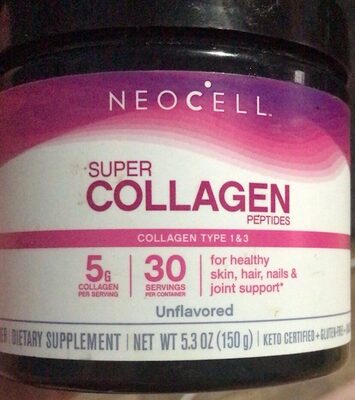 NEOCELL
SUPER
COLLAGEN
PEPTIDES
COLLAGEN TYPE 1 & 3
5G
COLLAGEN
PER SERVING
30
SERVINGS
PER CONTAINER
for healthy
skin, hair, nails &
joint support*
Unflavored
DIETARY SUPPLEMENT | NET WT 5.3 OZ (150g) | KETO CERTIFIED + GLUTEN-FREE